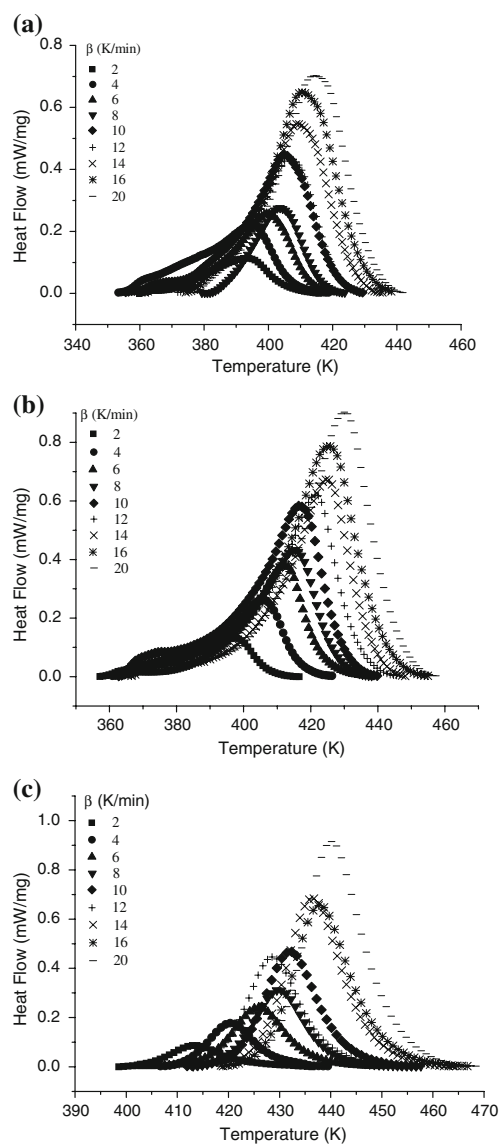 (a)
β (K/min)
2
4
6
8
10
12
14
16
20
0.8
0.6
0.4
0.2
0.0
Heat Flow (mW/mg)
340 360 380 400 420 440 460
Temperature (K)
(b)
β (K/min)
2
4
6
8
10
12
14
16
20
0.8
0.6
0.4
0.2
0.0
Heat Flow (mW/mg)
360 380 400 420 440 460
Temperature (K)
(c)
β (K/min)
2
4
6
8
10
12
14
16
20
1.0
0.8
0.6
0.4
0.2
0.0
Heat Flow (mW/mg)
390 400 410 420 430 440 450 460 470
Temperature (K)